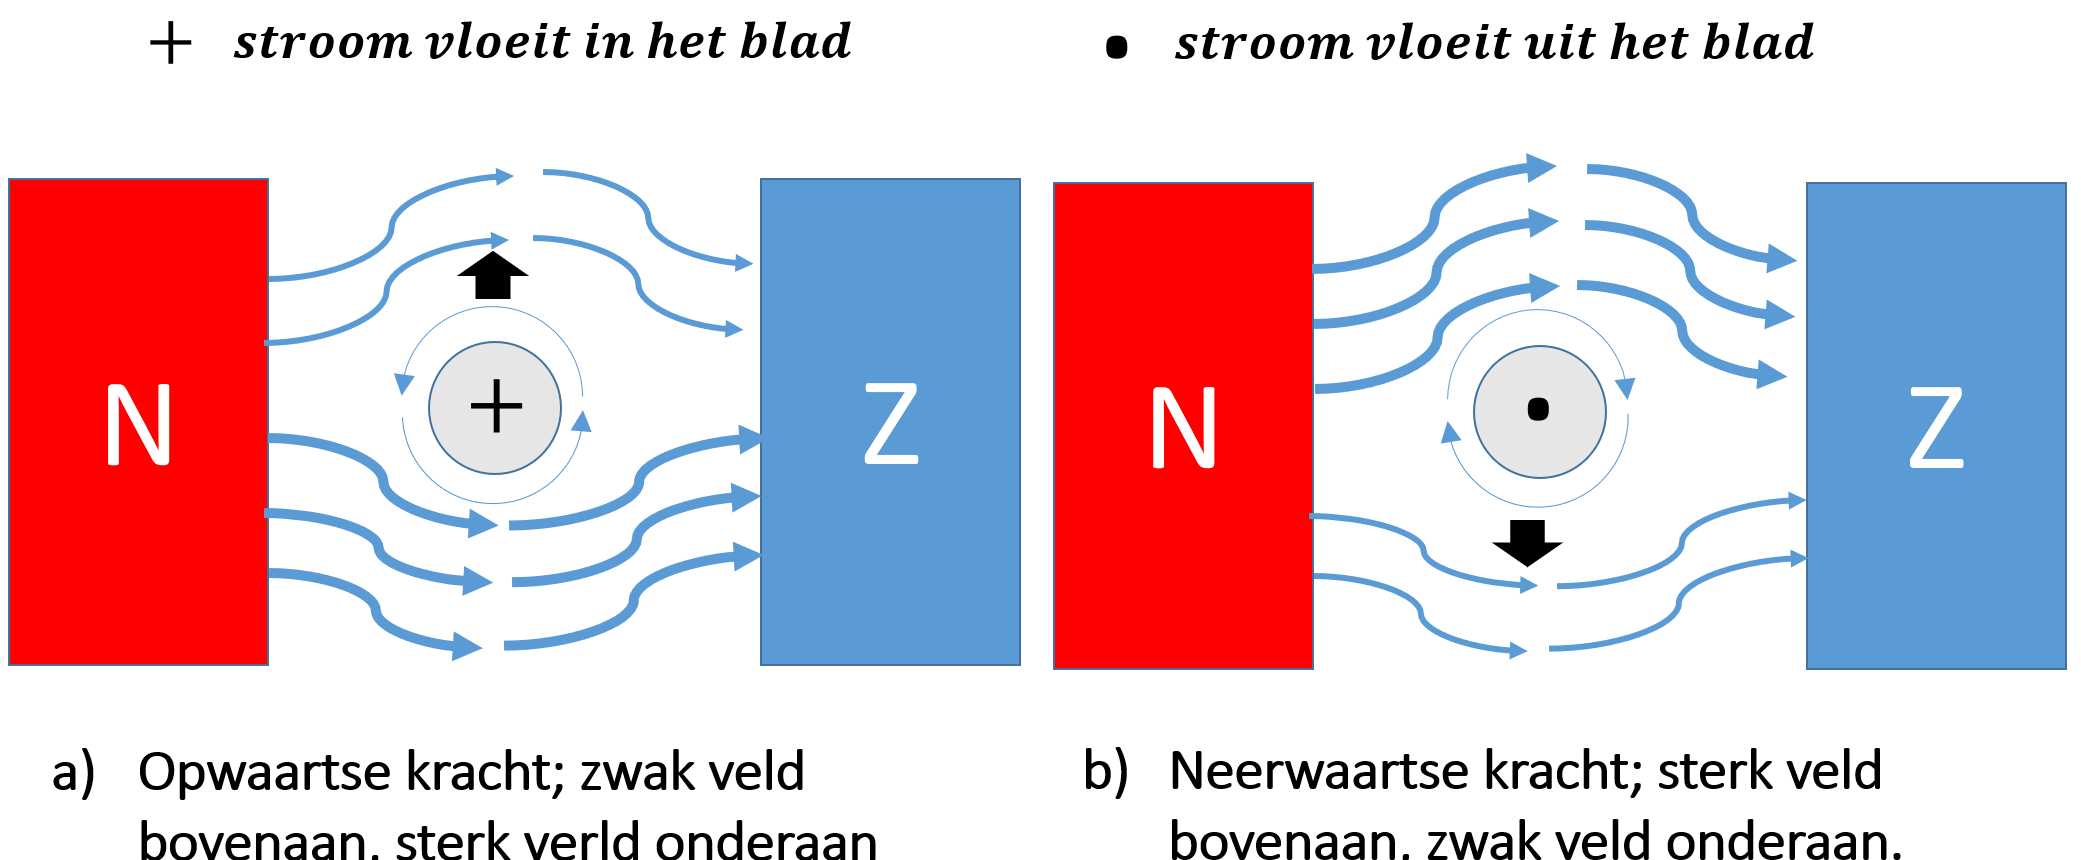 + stroom vloeit in het blad
• stroom vloeit uit het blad
N
+
Z
N
•
Z
a) Opwaartse kracht; zwak veld
bovenaan, sterk verld onderaan
b) Neerwaartse kracht; sterk veld
bovenaan, zwak veld onderaan.